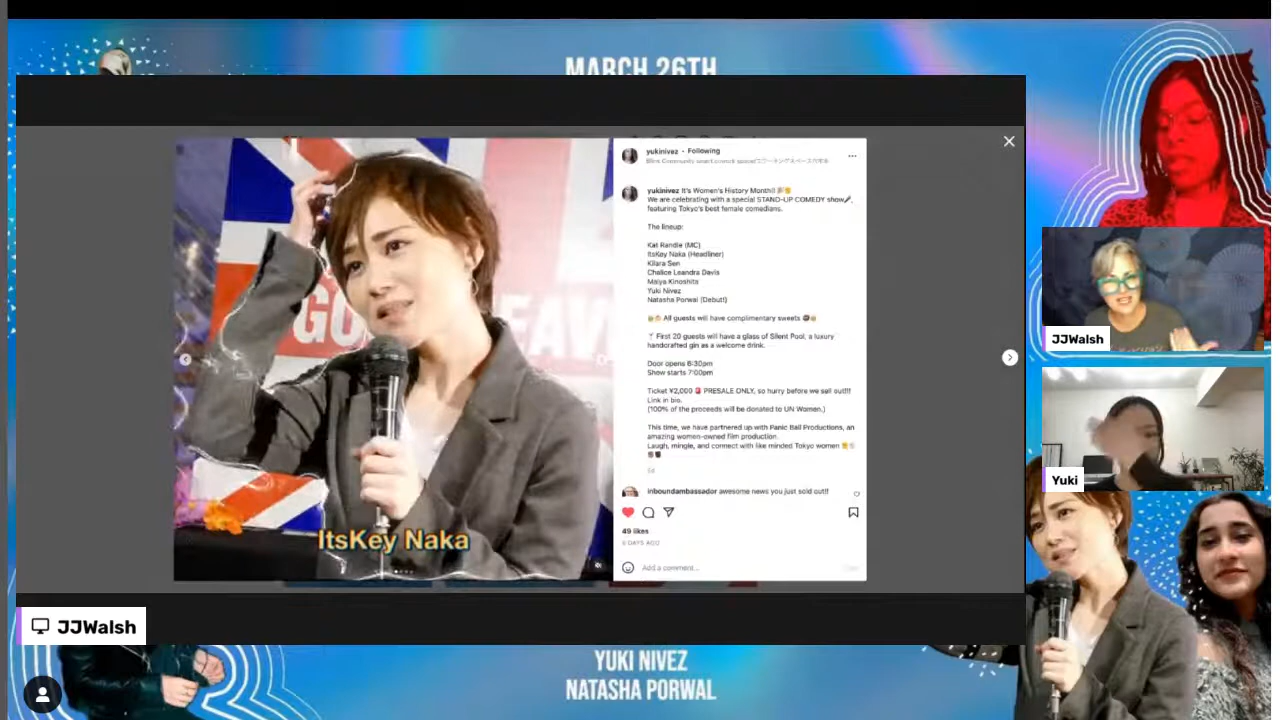 MARCH 26TH
yukinivez • Following
yukinivez It's Women's History Month!! 🎉👏
We are celebrating with a special STAND-UP COMEDY show🎤,
featuring Tokyo's best female comedians.
The lineup:
Kat Randle (MC)
ItsKey Naka (Headliner)
Kilara Sen
Chalice Leandra Davis
Maiya Kinoshita
Yuki Nivez
Natasha Porwal (Debut!)
All guests will have complimentary sweets
🍸 First 20 guests will have a glass of Silent Pool, a luxury
handcrafted gin as a welcome drink.
Door opens 6:30pm
Show starts 7:00pm
Ticket ¥2,000 🚨 PRESALE ONLY, so hurry before we sell out!!!
Link in bio.
(100% of the proceeds will be donated to UN Women.)
This time, we have partnered up with Panic Ball Productions, an
amazing women-owned film production.
Laugh, mingle, and connect with like minded Tokyo women
6d
inboundambassador awesome news you just sold out!!
49 likes
6 DAYS AGO
Add a comment...
ItsKey Naka
JJWalsh
Yuki
JJWalsh
YUKI NIVEZ
NATASHA PORWAL